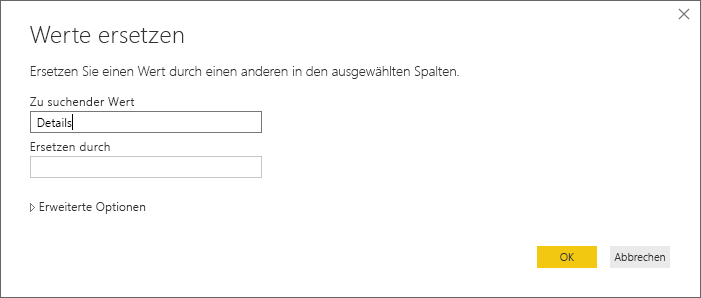 Werte ersetzen
Ersetzen Sie einen Wert durch einen anderen in den ausgewählten Spalten.
Zu suchender Wert
Details
Ersetzen durch
Erweiterte Optionen
OK
Abbrechen